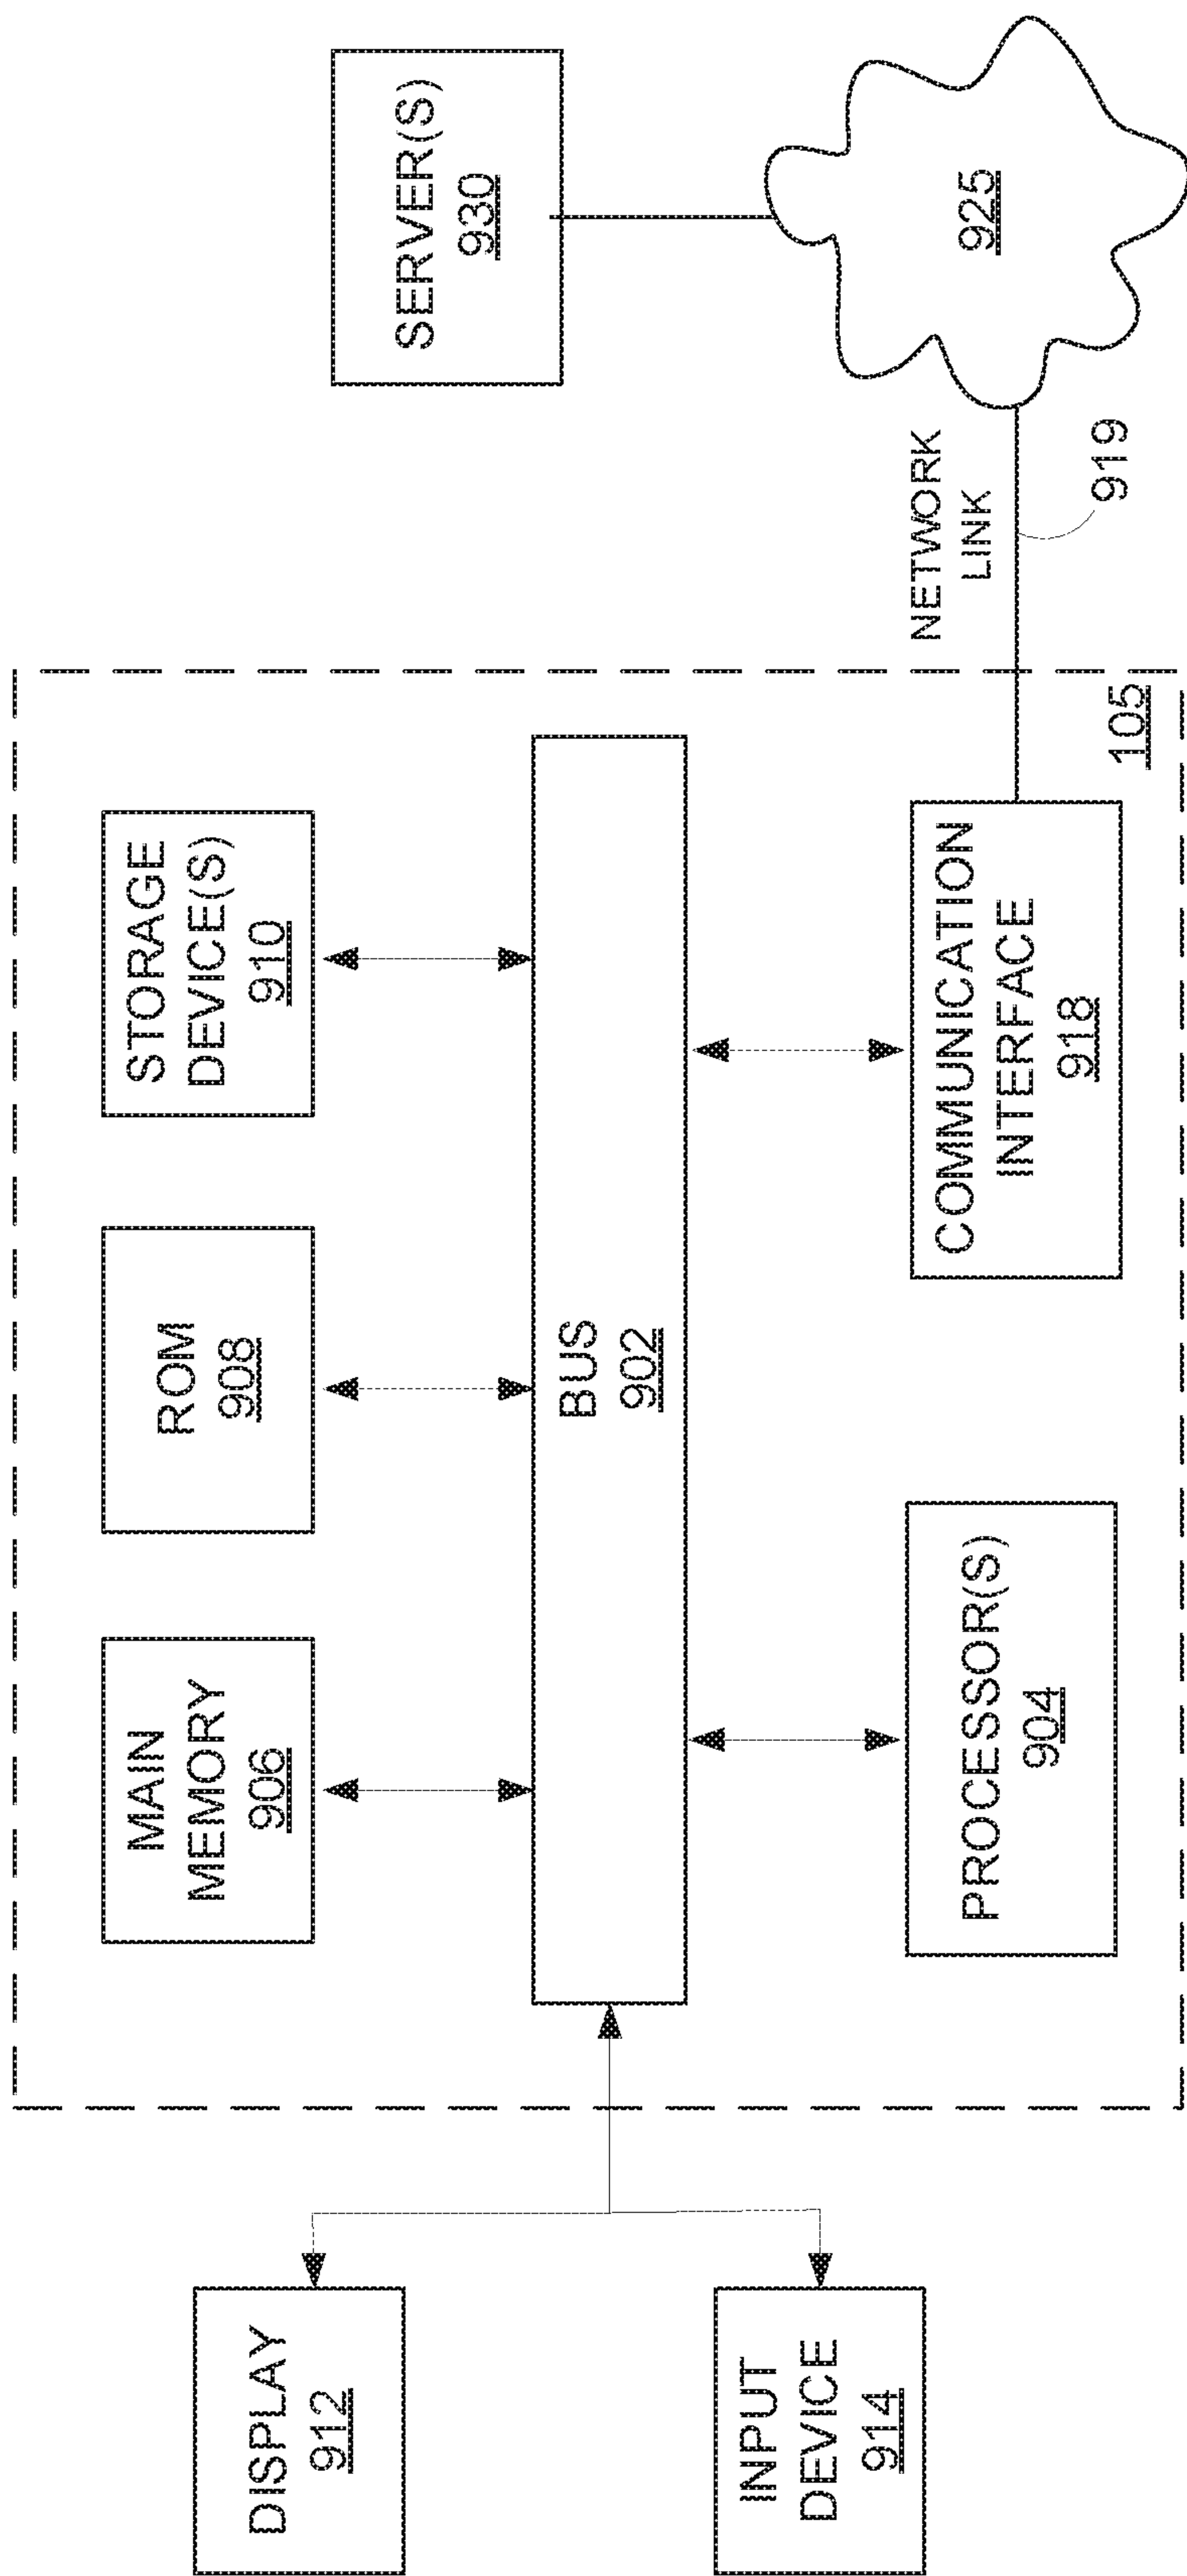 DISPLAY
912
INPUT
DEVICE
914
MAIN
MEMORY
906
ROM
908
STORAGE
DEVICE(S)
910
BUS
902
PROCESSOR(S)
904
COMMUNICATION
INTERFACE
918
105
NETWORK
LINK
919
SERVER(S)
930
925